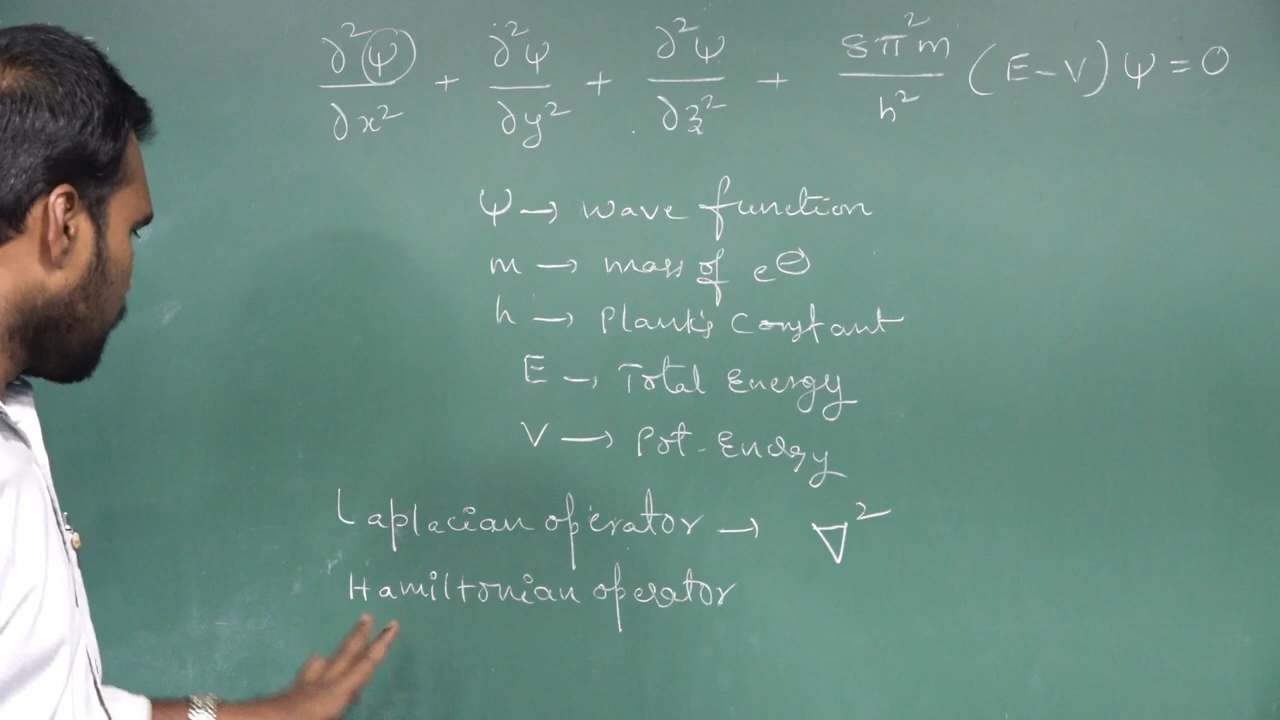 ∂²ψ/∂x² + ∂²ψ/∂y² + ∂²ψ/∂z² + 8π²m/h² (E-V) ψ = 0
ψ → wave function
m → mass of e⊖
h → Plank's Constant
E → Total Energy
V → Pot. Energy
Laplacian operator → ∇²
Hamiltonian operator